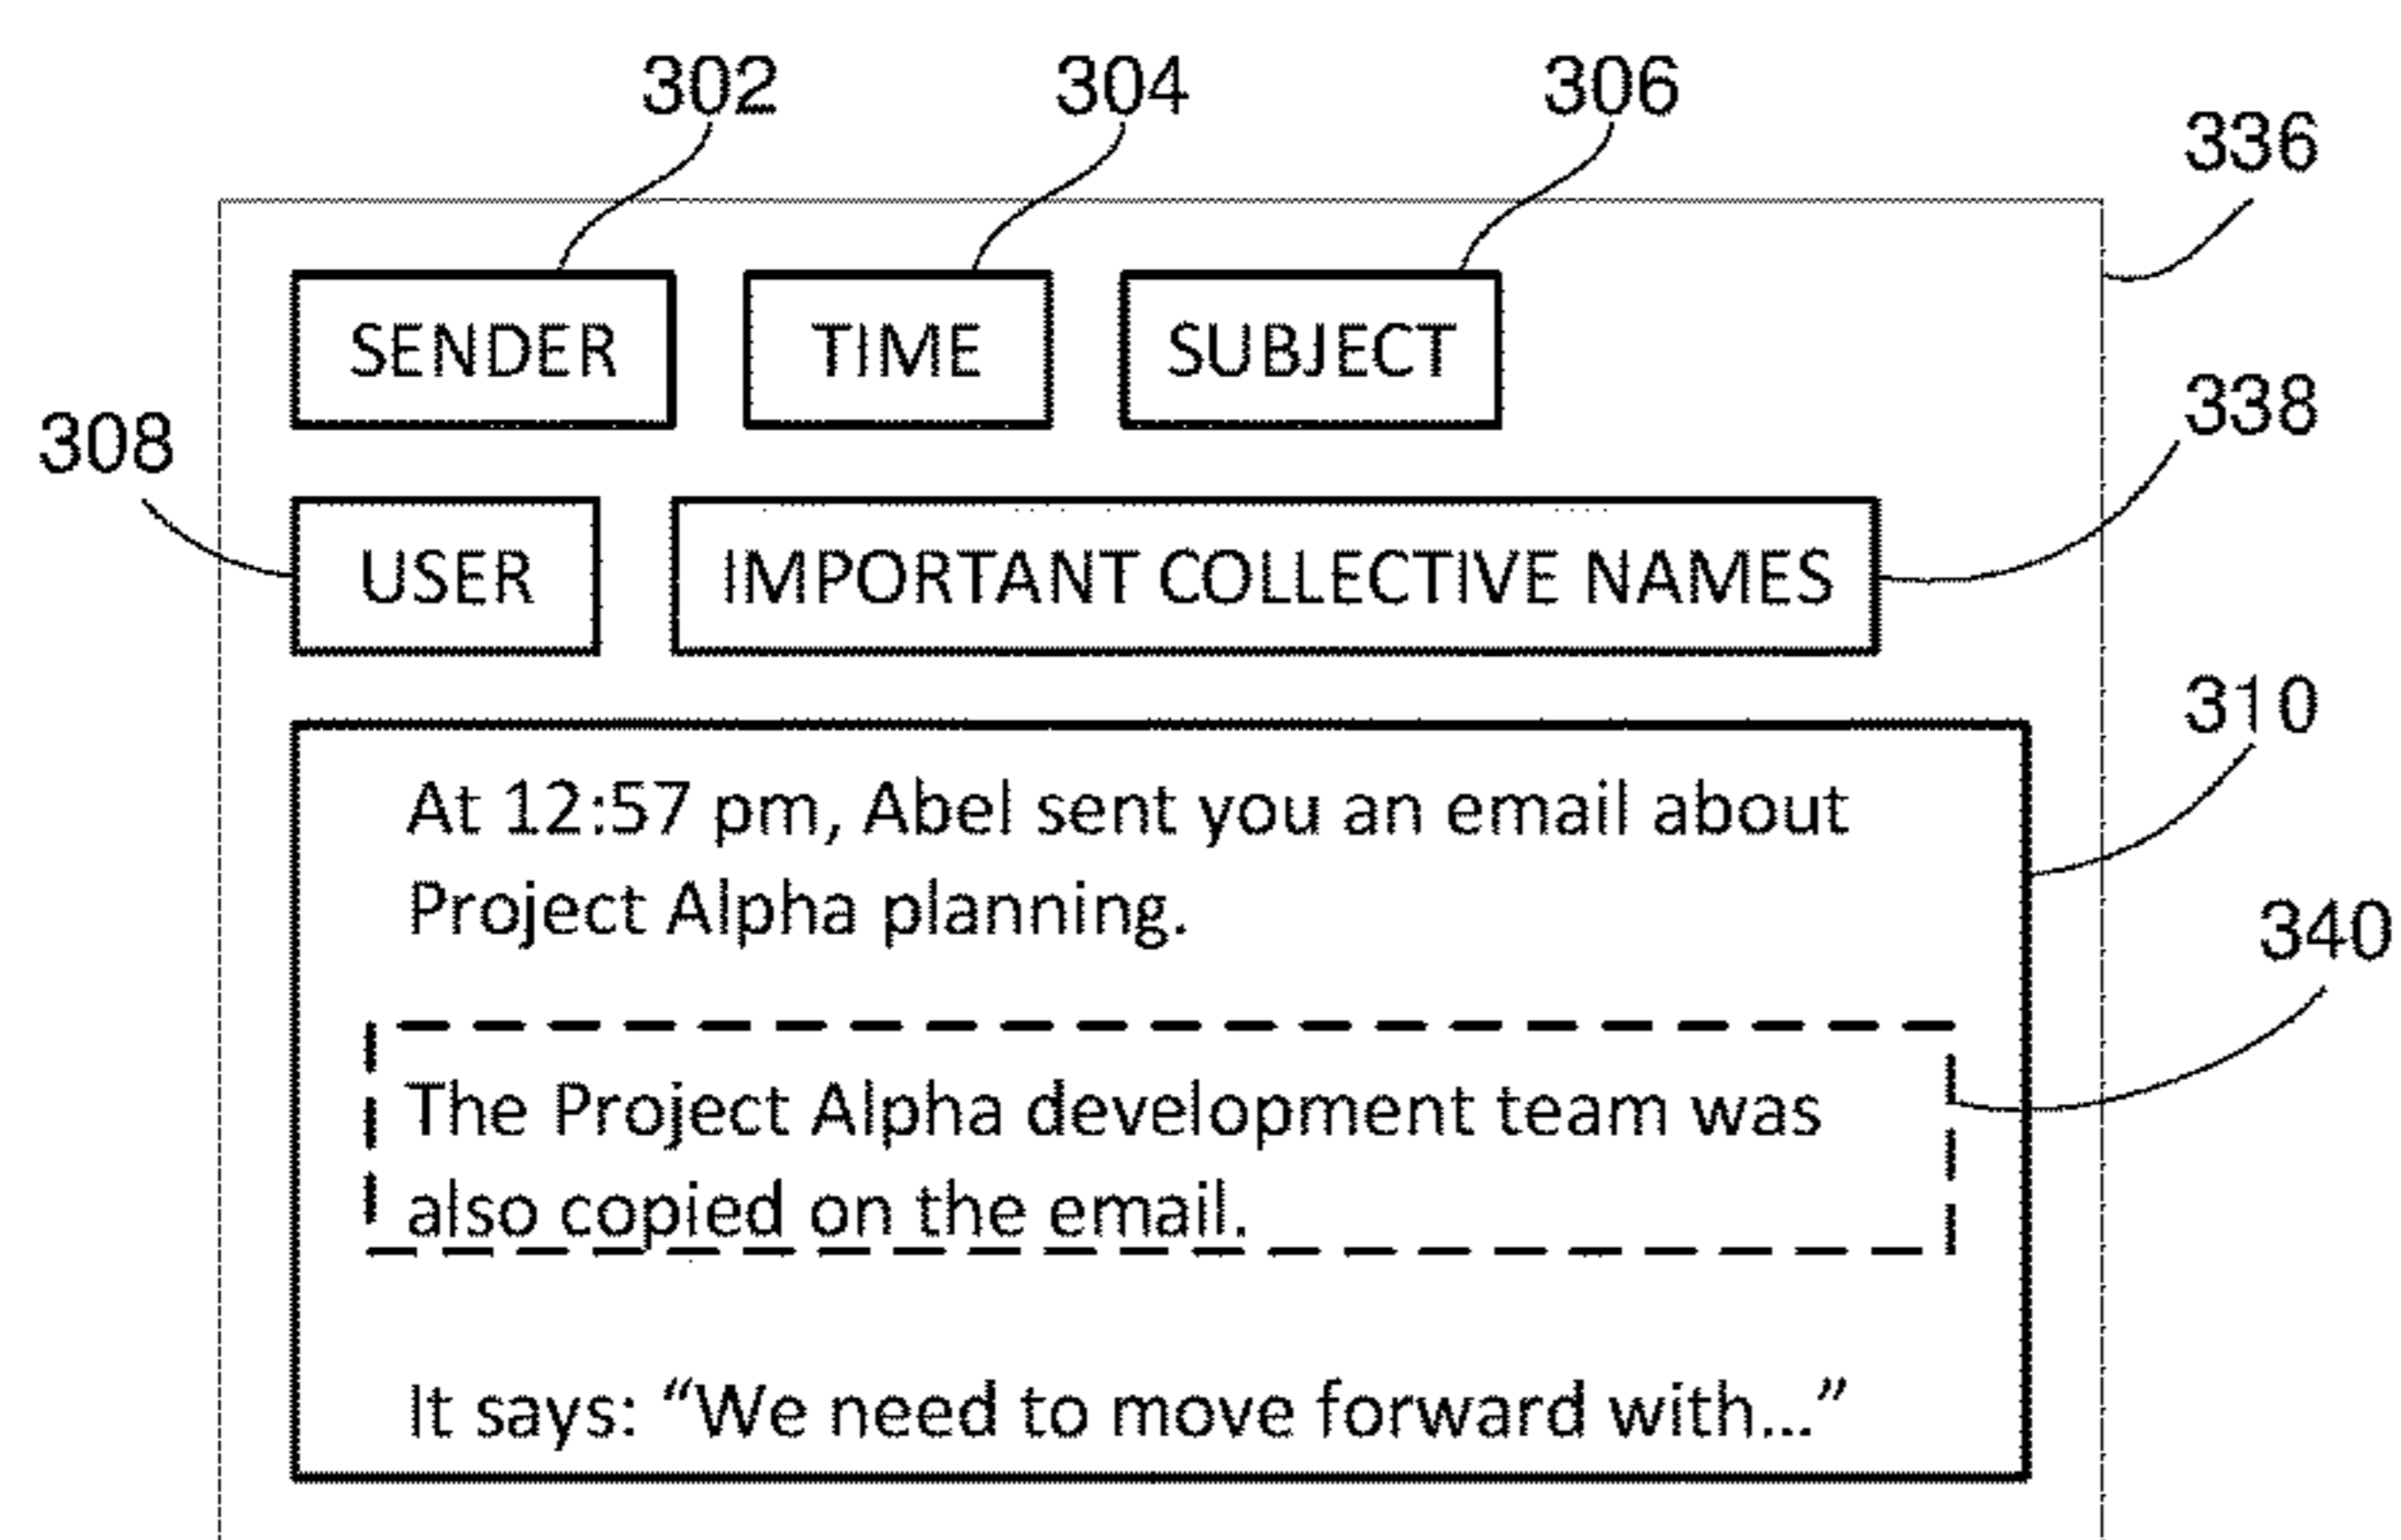 302 304 306
336
SENDER TIME SUBJECT
338
308
USER IMPORTANT COLLECTIVE NAMES
310
At 12:57 pm, Abel sent you an email about
Project Alpha planning.
340
The Project Alpha development team was
also copied on the email.
It says: “We need to move forward with...”